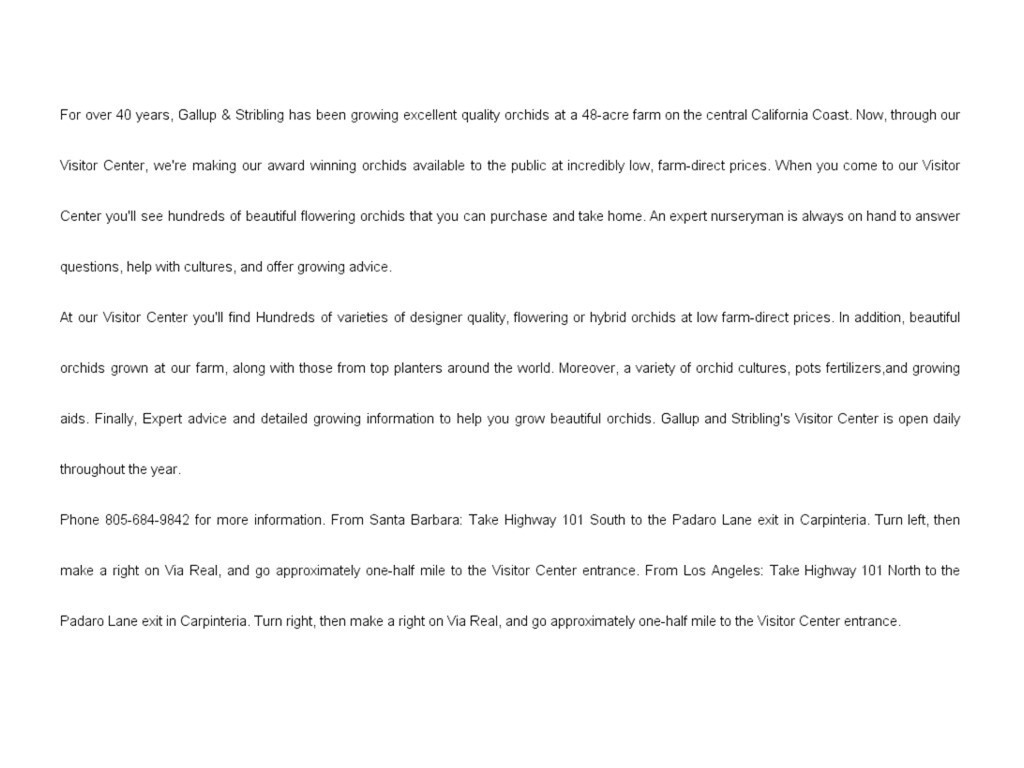 For over 40 years, Gallup & Stribling has been growing excellent quality orchids at a 48-acre farm on the central California Coast. Now, through our
Visitor Center, we're making our award winning orchids available to the public at incredibly low, farm-direct prices. When you come to our Visitor
Center you'll see hundreds of beautiful flowering orchids that you can purchase and take home. An expert nurseryman is always on hand to answer
questions, help with cultures, and offer growing advice.
At our Visitor Center you'll find Hundreds of varieties of designer quality, flowering or hybrid orchids at low farm-direct prices. In addition, beautiful
orchids grown at our farm, along with those from top planters around the world. Moreover, a variety of orchid cultures, pots fertilizers,and growing
aids. Finally, Expert advice and detailed growing information to help you grow beautiful orchids. Gallup and Stribling's Visitor Center is open daily
throughout the year.
Phone 805-684-9842 for more information. From Santa Barbara: Take Highway 101 South to the Padaro Lane exit in Carpinteria. Turn left, then
make a right on Via Real, and go approximately one-half mile to the Visitor Center entrance. From Los Angeles: Take Highway 101 North to the
Padaro Lane exit in Carpinteria. Turn right, then make a right on Via Real, and go approximately one-half mile to the Visitor Center entrance.